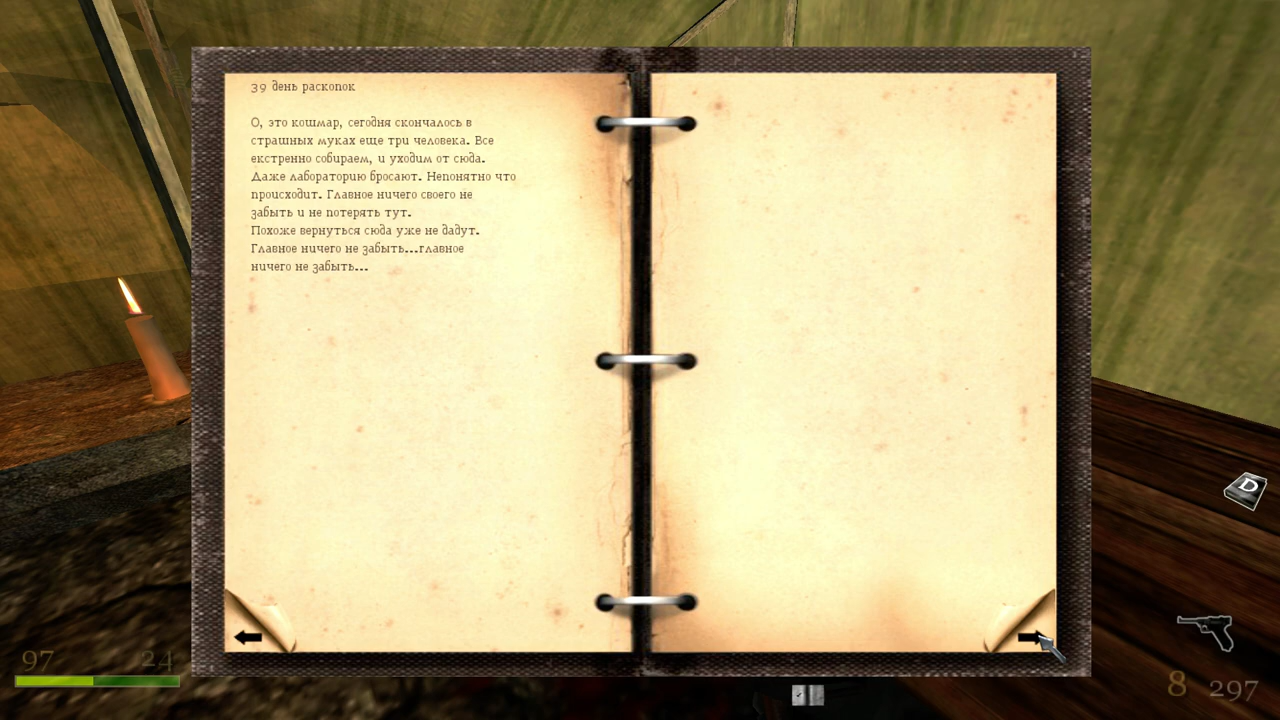 39 день раскопок
О, это кошмар, сегодня скончалось в
страшных муках еще три человека. Все
екстренно собираем, и уходим от сюда.
Даже лабораторию бросают. Непонятно что
происходит. Главное ничего своего не
забыть и не потерять тут.
Похоже вернуться сюда уже не дадут.
Главное ничего не забыть...главное
ничего не забыть...
D
97 24
8 297